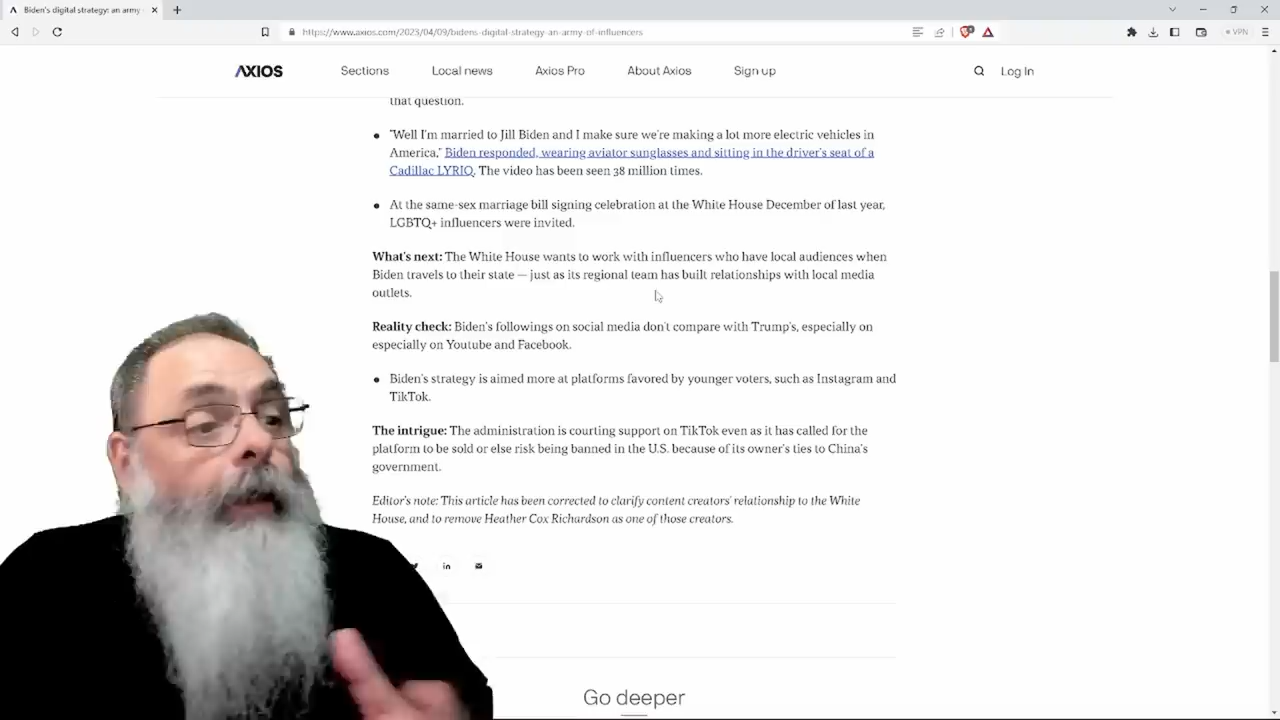 Biden's digital strategy: an army
https://www.axios.com/2023/04/09/bidens-digital-strategy-an-army-of-influencers
VPN
AXIOS
Sections
Local news
Axios Pro
About Axios
Sign up
Log In
that question.
"Well I'm married to Jill Biden and I make sure we're making a lot more electric vehicles in
America," Biden responded, wearing aviator sunglasses and sitting in the driver's seat of a
Cadillac LYRIQ. The video has been seen 38 million times.
At the same-sex marriage bill signing celebration at the White House December of last year,
LGBTQ+ influencers were invited.
What's next: The White House wants to work with influencers who have local audiences when
Biden travels to their state — just as its regional team has built relationships with local media
outlets.
Reality check: Biden's followings on social media don't compare with Trump's, especially on
especially on Youtube and Facebook.
Biden's strategy is aimed more at platforms favored by younger voters, such as Instagram and
TikTok.
The intrigue: The administration is courting support on TikTok even as it has called for the
platform to be sold or else risk being banned in the U.S. because of its owner's ties to China's
government.
Editor's note: This article has been corrected to clarify content creators' relationship to the White
House, and to remove Heather Cox Richardson as one of those creators.
in
Go deeper